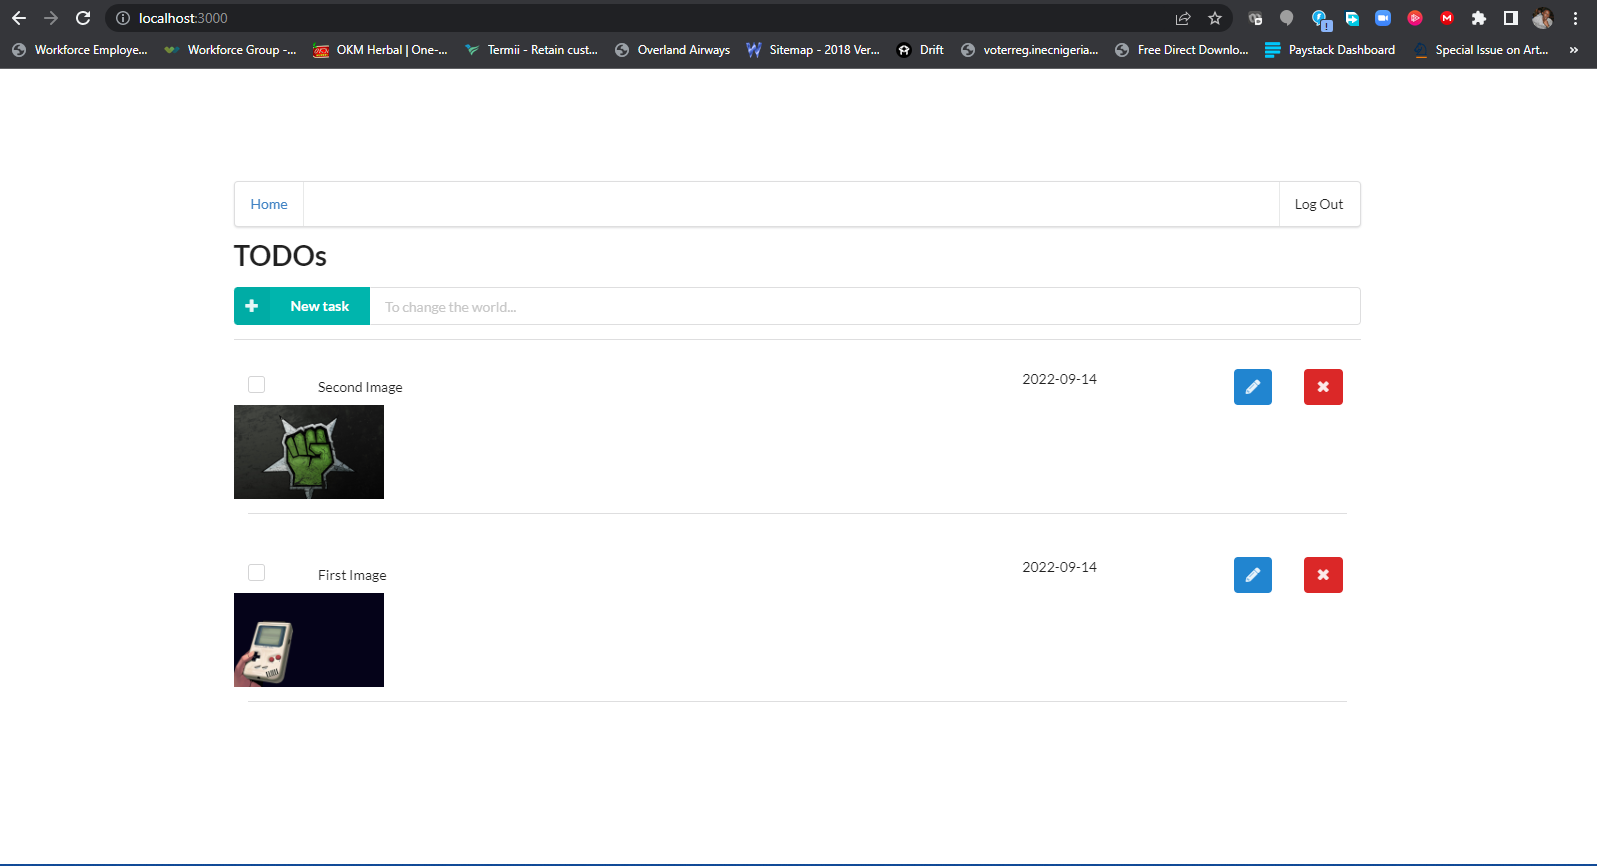 localhost:3000
Workforce Employe... Workforce Group -... OKM Herbal | One-... Termii - Retain cust... Overland Airways Sitemap - 2018 Ver... Drift voterreg.inecnigeria... Free Direct Downlo... Paystack Dashboard Special Issue on Art... »
Home Log Out
TODOs
New task To change the world...
Second Image 2022-09-14
First Image 2022-09-14